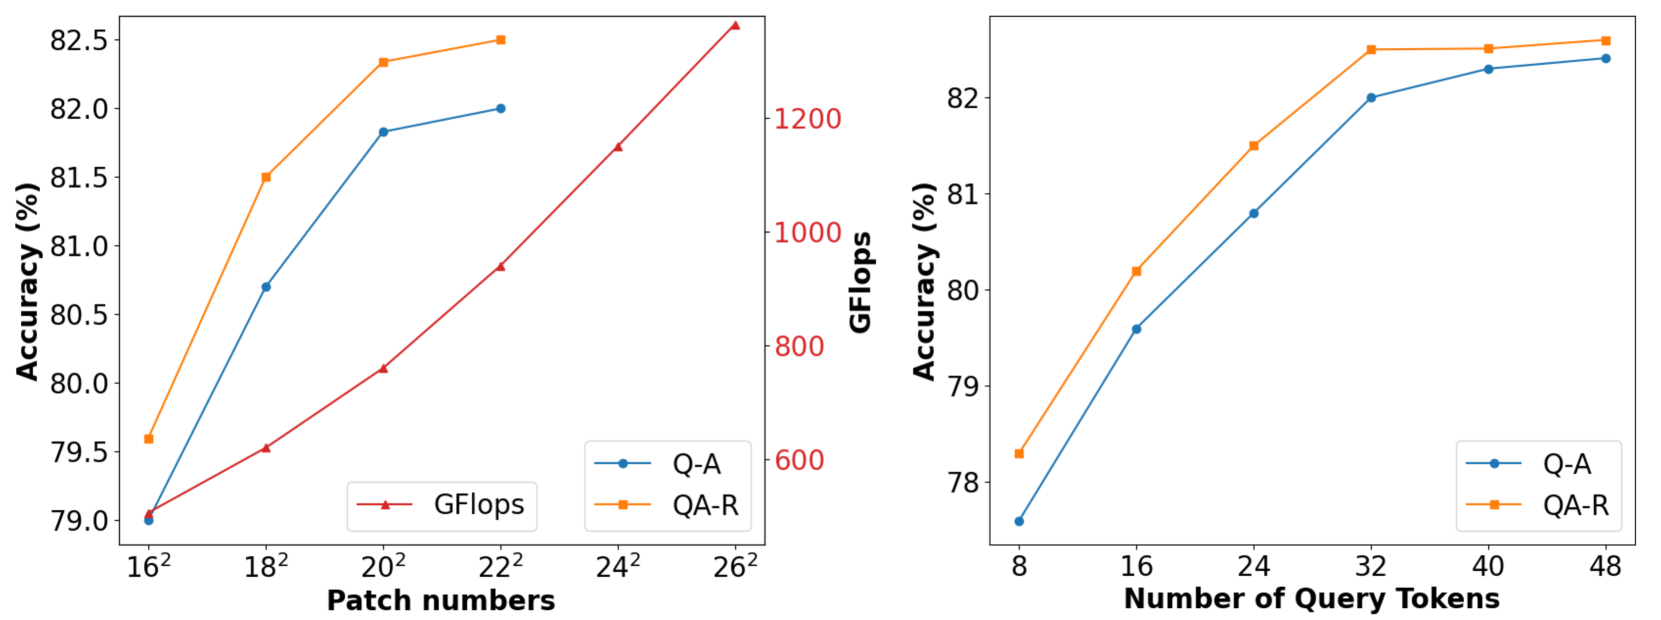 82.5
82.0
81.5
81.0
80.5
80.0
79.5
79.0
Accuracy (%)
16²
18²
20²
22²
24²
26²
Patch numbers
1200
1000
800
600
GFlops
GFlops
Q-A
QA-R
82
81
80
79
78
Accuracy (%)
8
16
24
32
40
48
Number of Query Tokens
Q-A
QA-R